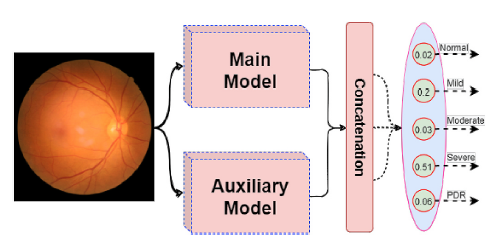 Main
Model
Auxiliary
Model
Concatenation
0.02
Normal
0.2
Mild
0.03
Moderate
0.51
Severe
0.06
PDR